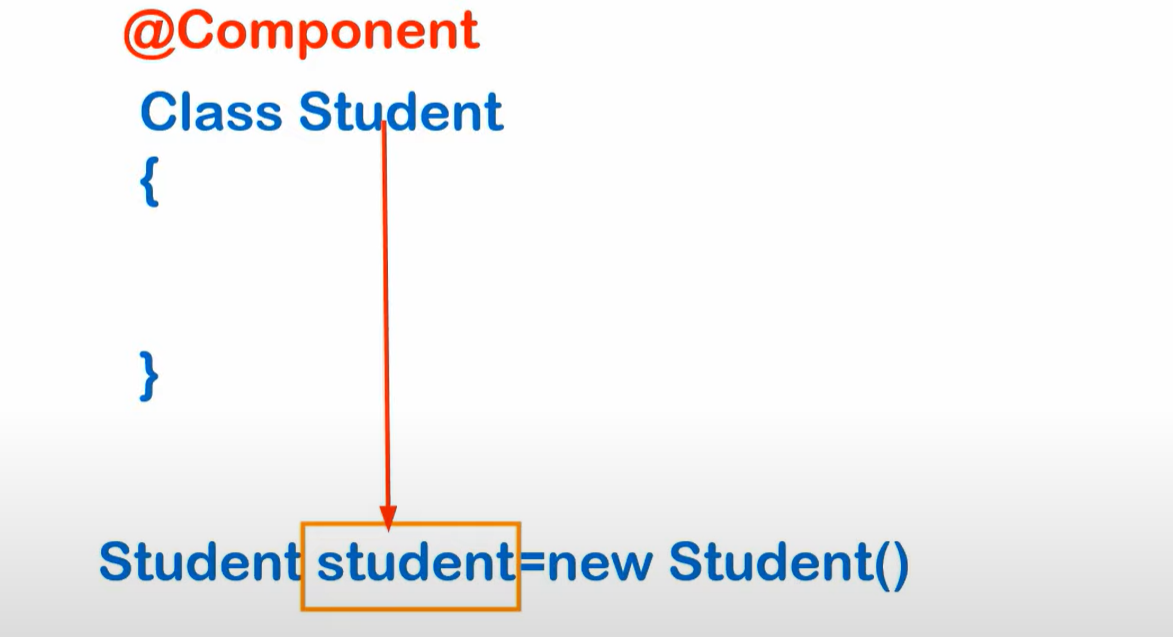 @Component
Class Student
{
}
Student student=new Student()